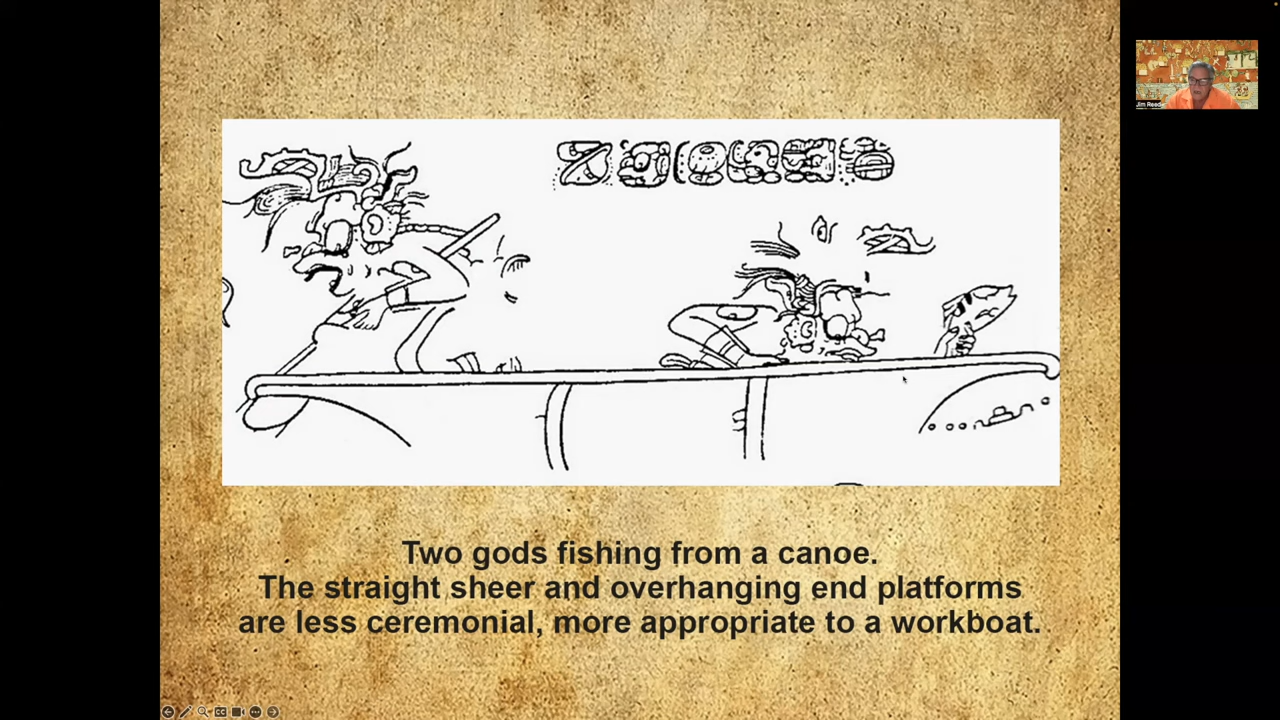 Two gods fishing from a canoe.
The straight sheer and overhanging end platforms
are less ceremonial, more appropriate to a workboat.